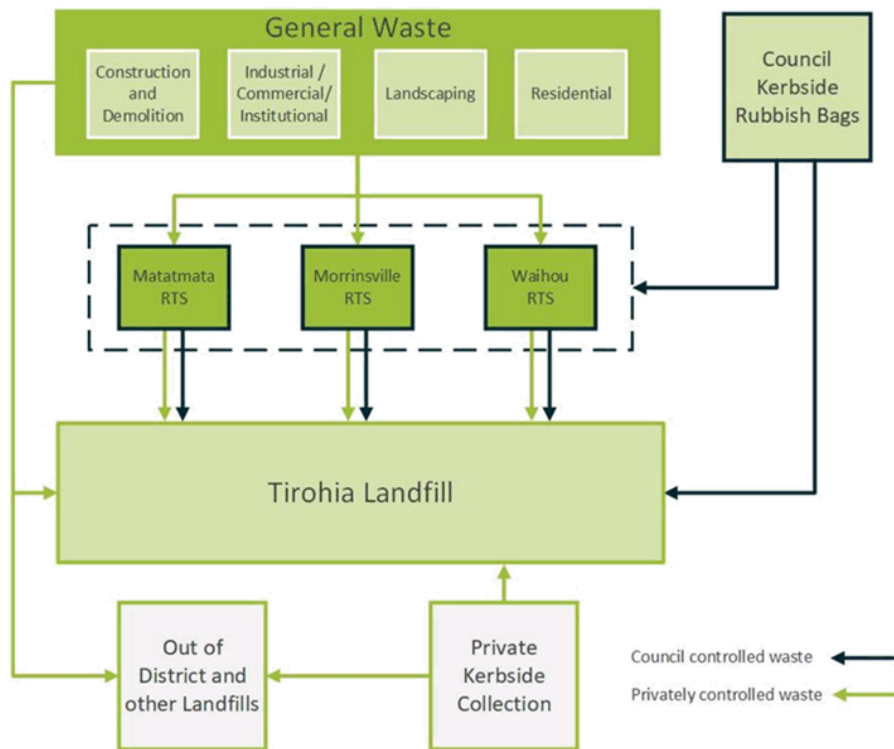 General Waste
Construction
and
Demolition
Industrial /
Commercial/
Institutional
Landscaping
Residential
Council
Kerbside
Rubbish Bags
Matatmata
RTS
Morrinsville
RTS
Waihou
RTS
Tirohia Landfill
Out of
District and
other Landfills
Private
Kerbside
Collection
Council controlled waste
Privately controlled waste